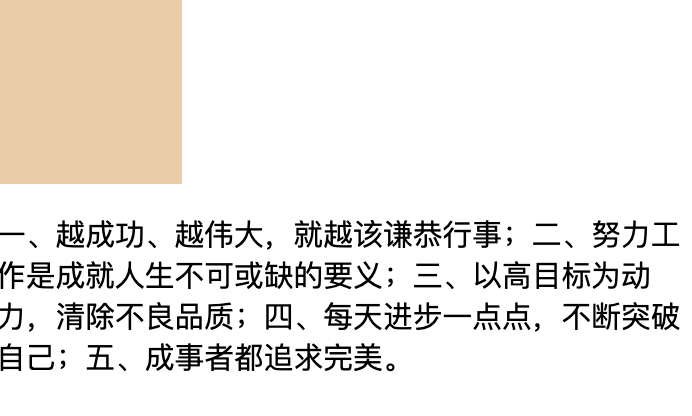 一、越成功、越伟大，就越该谦恭行事；二、努力工
作是成就人生不可或缺的要义；三、以高目标为动
力，清除不良品质；四、每天进步一点点，不断突破
自己；五、成事者都追求完美。